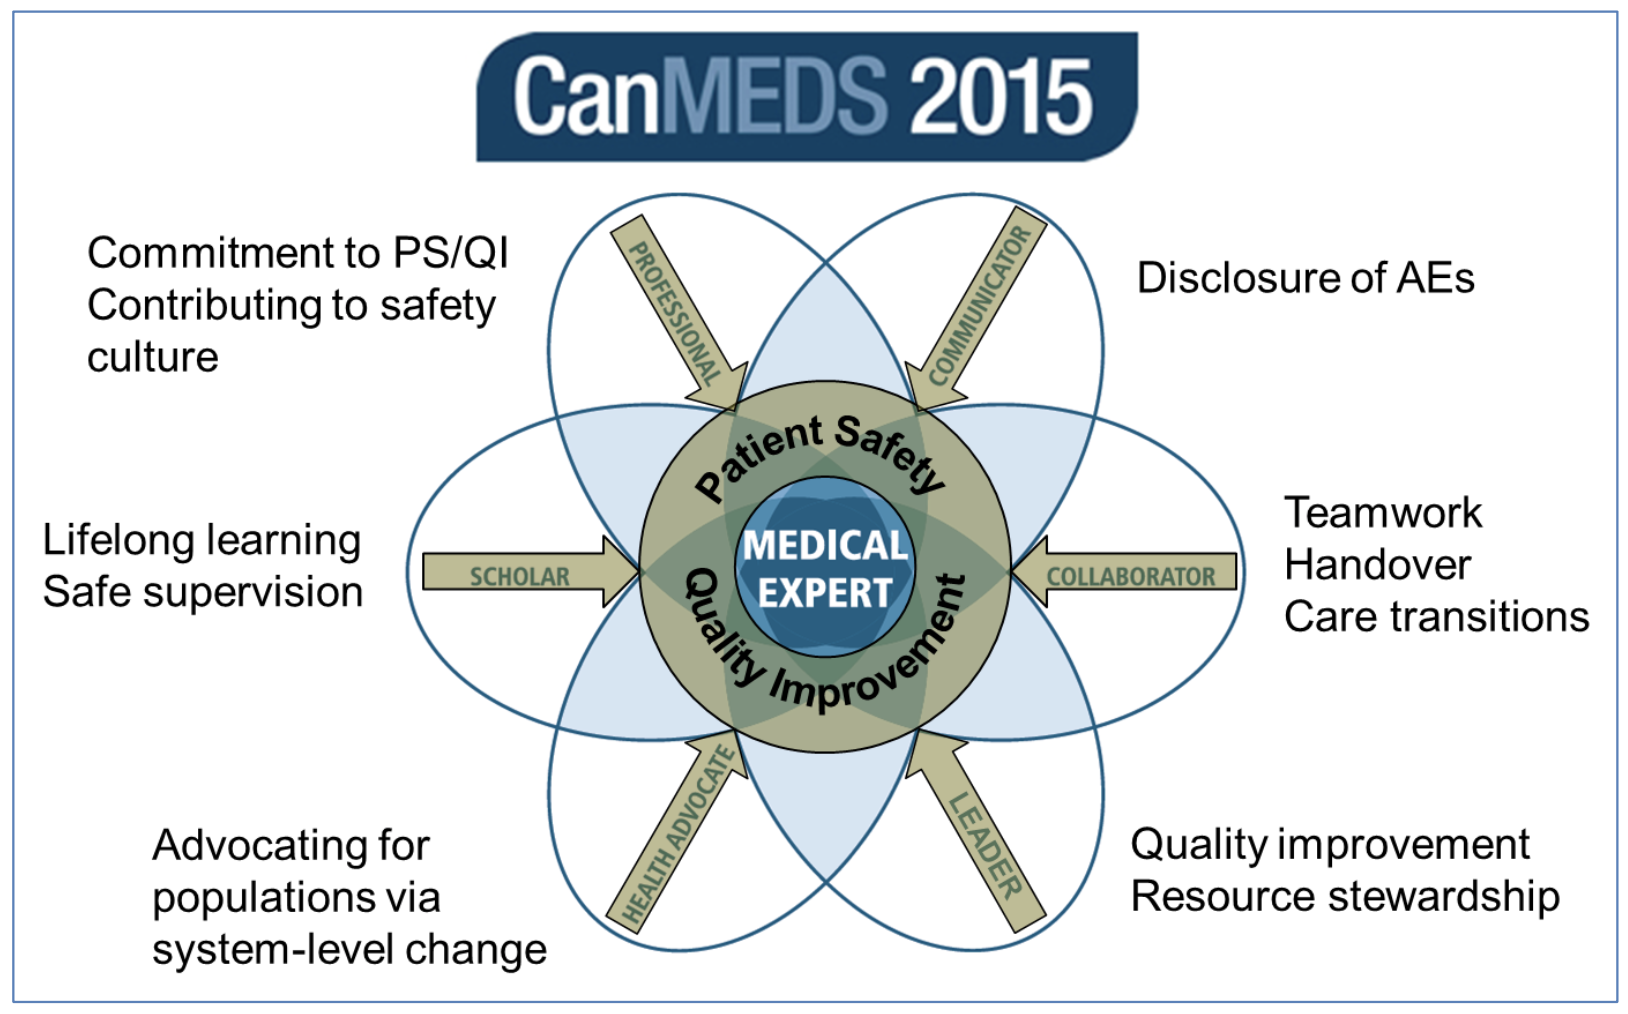 CanMEDS 2015
Commitment to PS/QI
Contributing to safety
culture
PROFESSIONAL
COMMUNICATOR
Disclosure of AEs
Patient Safety
Lifelong learning
Safe supervision
SCHOLAR
MEDICAL
EXPERT
COLLABORATOR
Teamwork
Handover
Care transitions
Quality Improvement
Advocating for
populations via
system-level change
HEALTH ADVOCATE
LEADER
Quality improvement
Resource stewardship